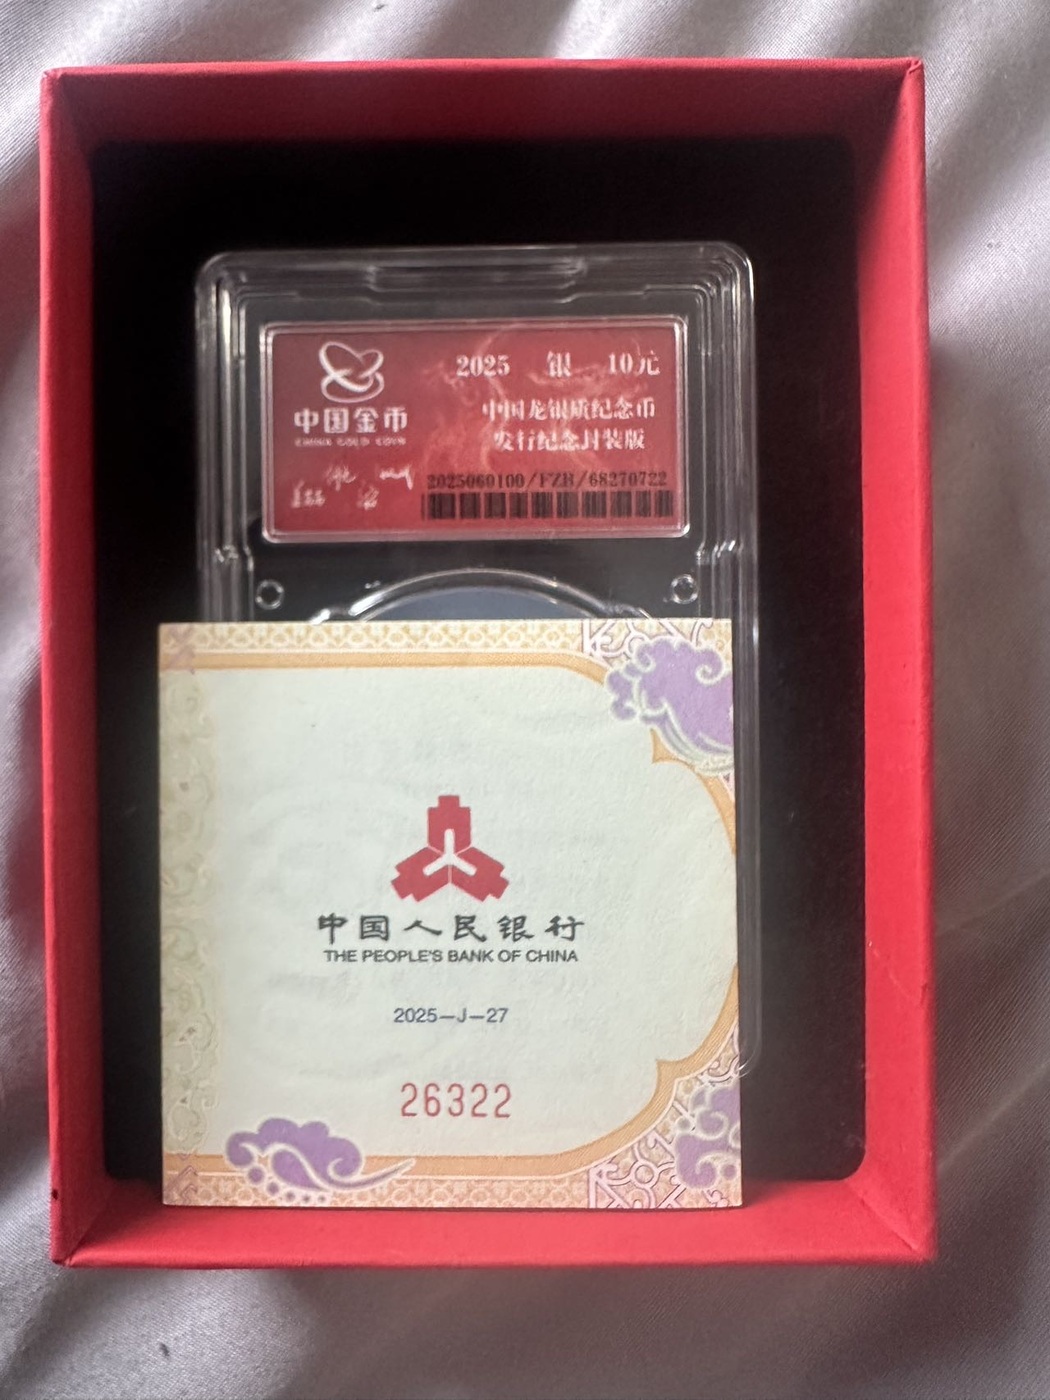 2025 银 10元
中国金币
CHINA GOLD COIN
中国龙银质纪念币
发行纪念封装版
2025060100/FZB/68270722
中国人民银行
THE PEOPLE'S BANK OF CHINA
2025—J—27
26322